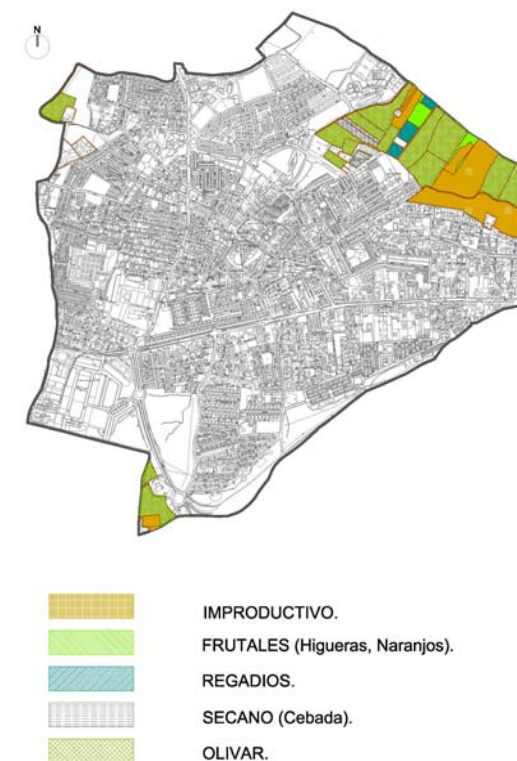 N
IMPRODUCTIVO.
FRUTALES (Higueras, Naranjos).
REGADIOS.
SECANO (Cebada).
OLIVAR.